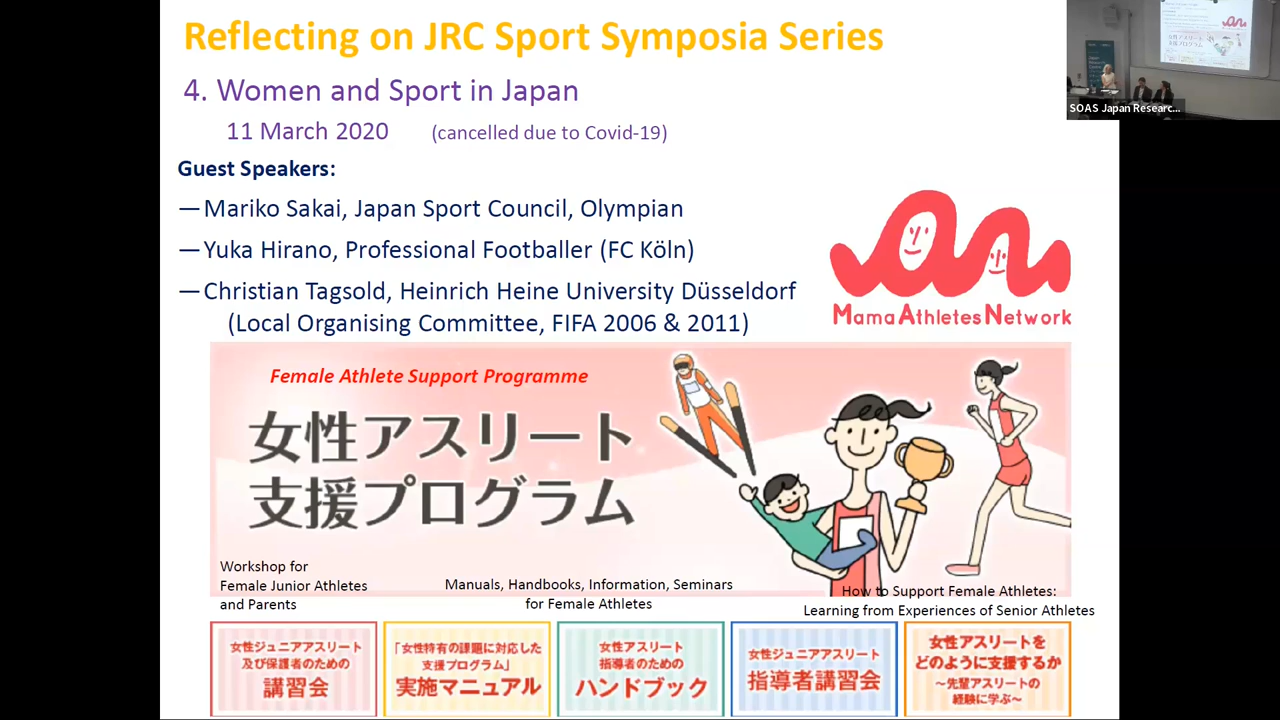 Reflecting on JRC Sport Symposia Series
4. Women and Sport in Japan
11 March 2020 (cancelled due to Covid-19)
Guest Speakers:
—Mariko Sakai, Japan Sport Council, Olympian
—Yuka Hirano, Professional Footballer (FC Köln)
—Christian Tagsold, Heinrich Heine University Düsseldorf
(Local Organising Committee, FIFA 2006 & 2011)
Mama Athletes Network
Female Athlete Support Programme
女性アスリート
支援プログラム
Workshop for
Female Junior Athletes
and Parents
Manuals, Handbooks, Information, Seminars
for Female Athletes
How to Support Female Athletes:
Learning from Experiences of Senior Athletes
女性ジュニアアスリート
及び保護者のための
講習会
「女性特有の課題に対応した
支援プログラム」
実施マニュアル
女性アスリート
指導者のための
ハンドブック
女性ジュニアアスリート
指導者講習会
女性アスリートを
どのように支援するか
～先輩アスリートの
経験に学ぶ～
SOAS Japan Researc...